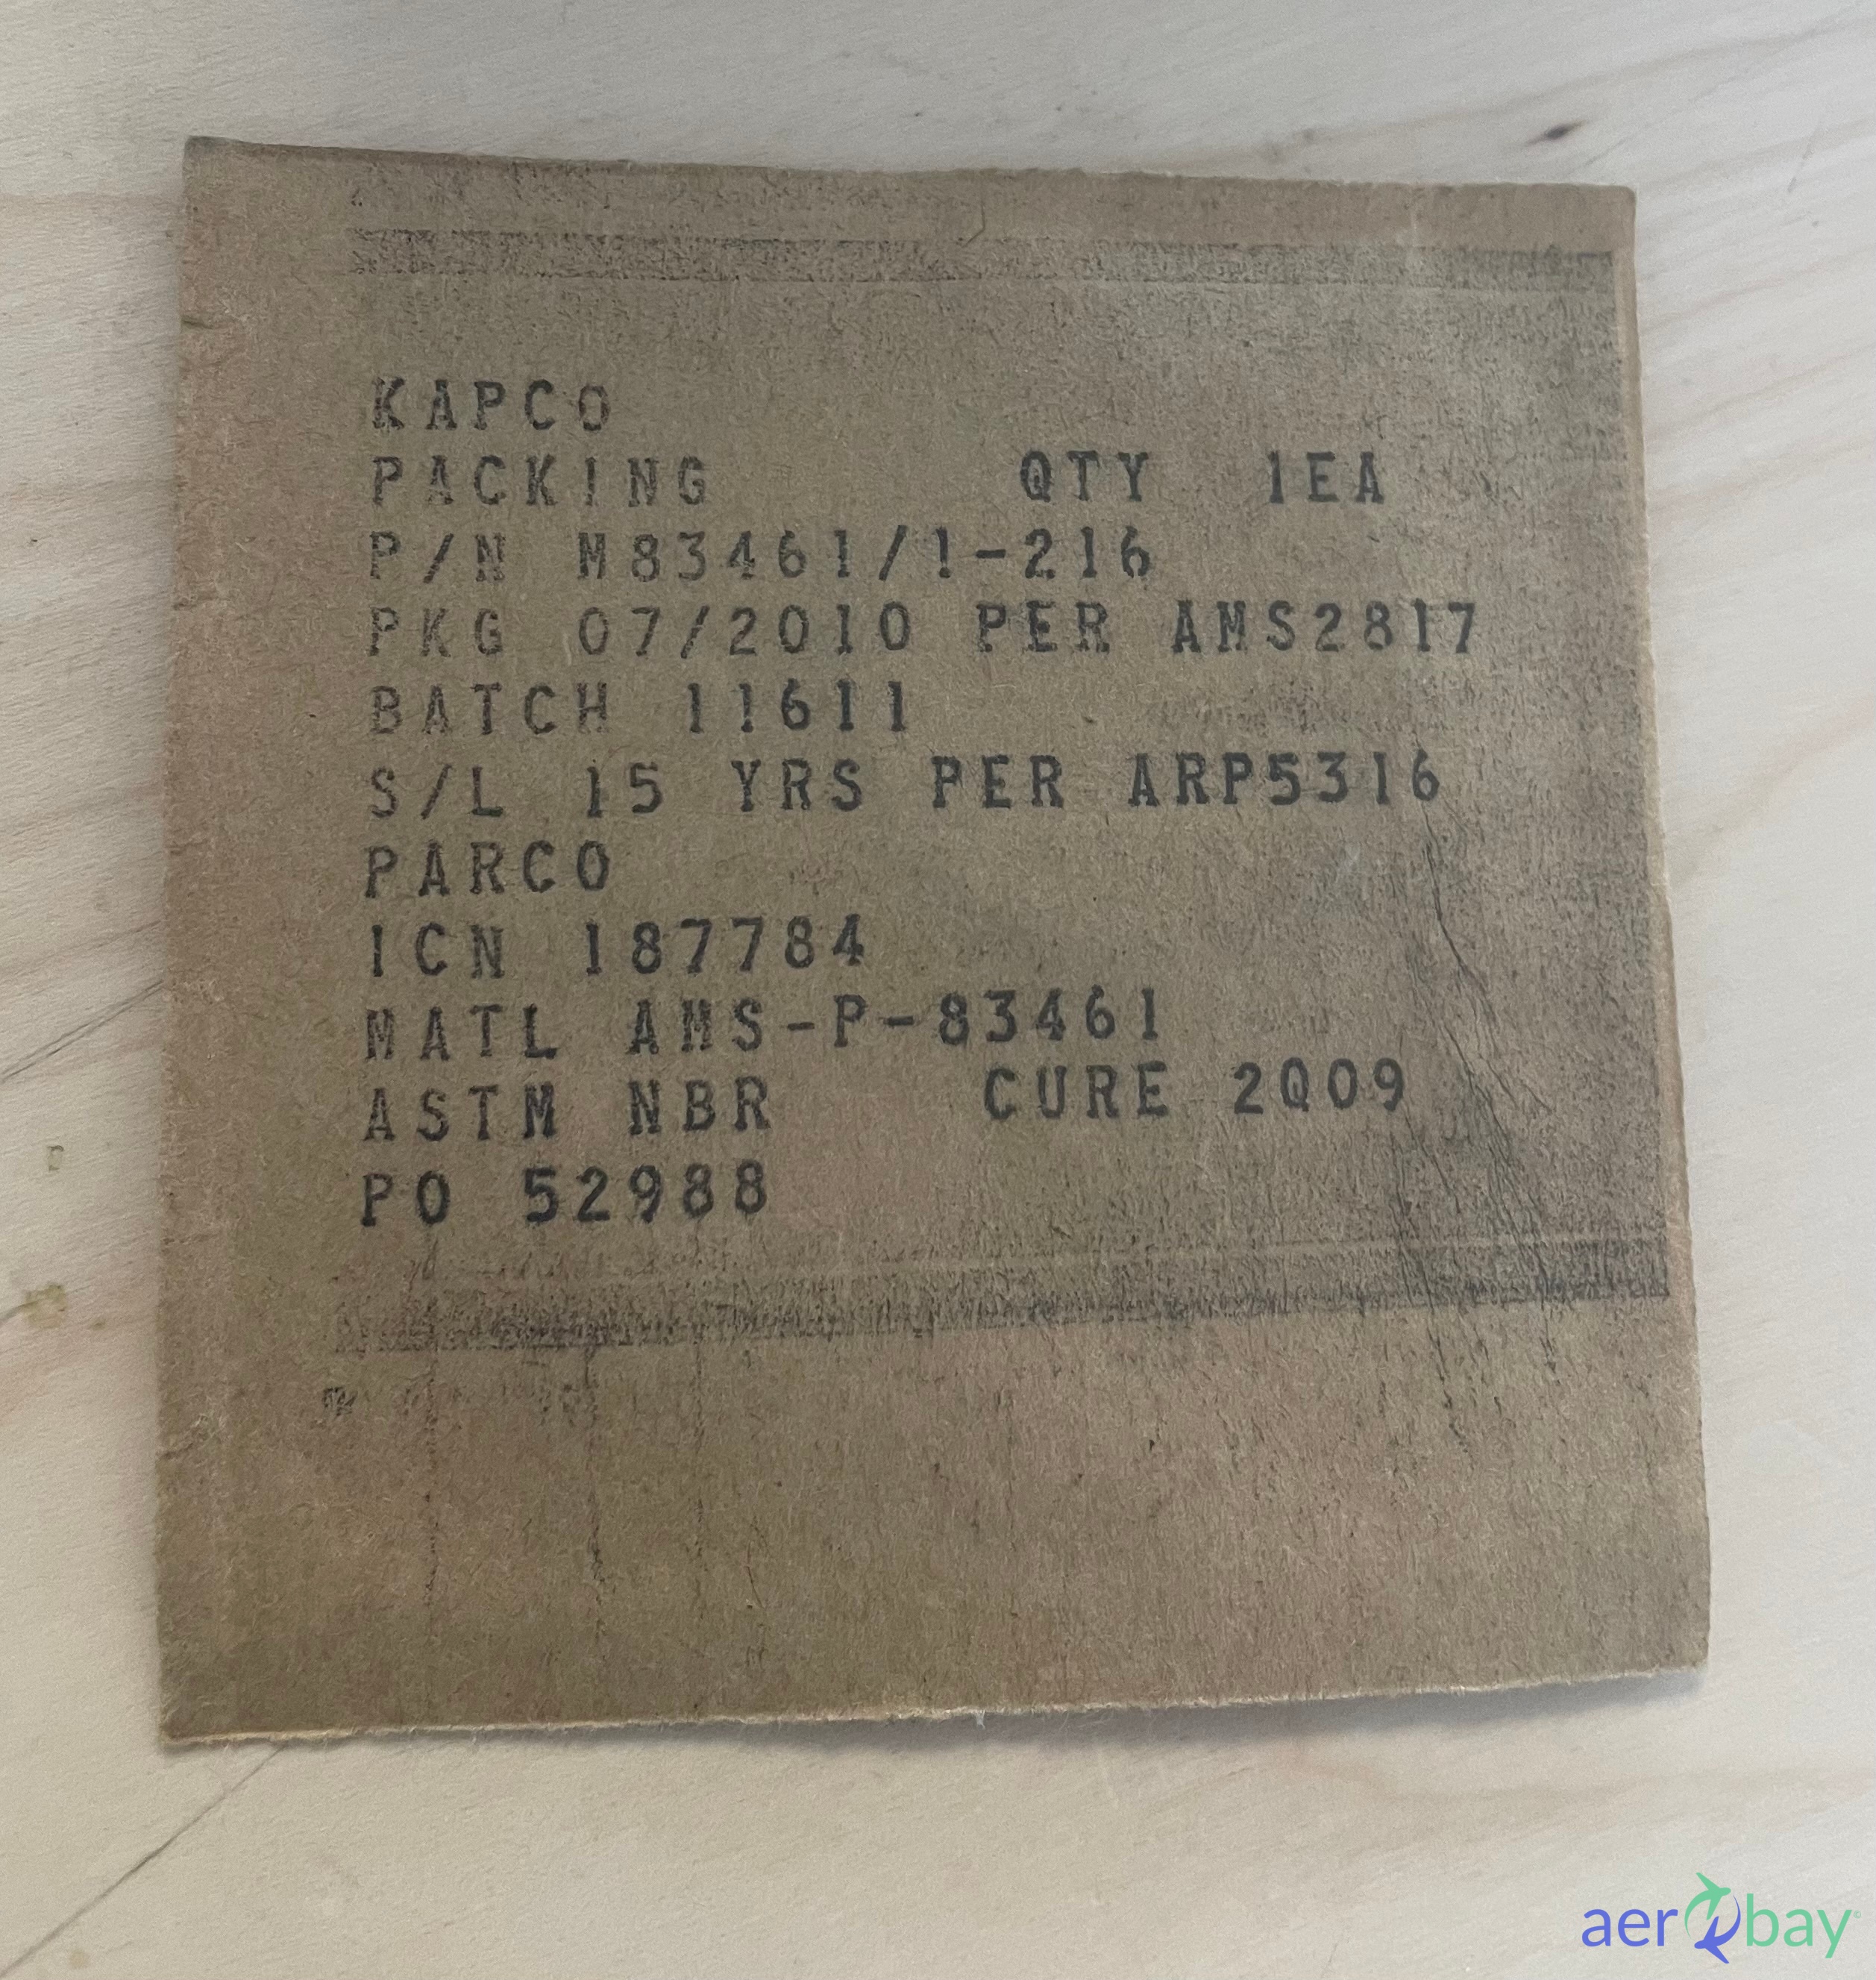 KAPCO
PACKING QTY 1EA
P/N M83461/1-216
PKG 07/2010 PER AMS2817
BATCH 11611
S/L 15 YRS PER ARP5316
PARCO
ICN 187784
MATL AMS-P-83461
ASTM NBR CURE 2Q09
PO 52988
aerobay